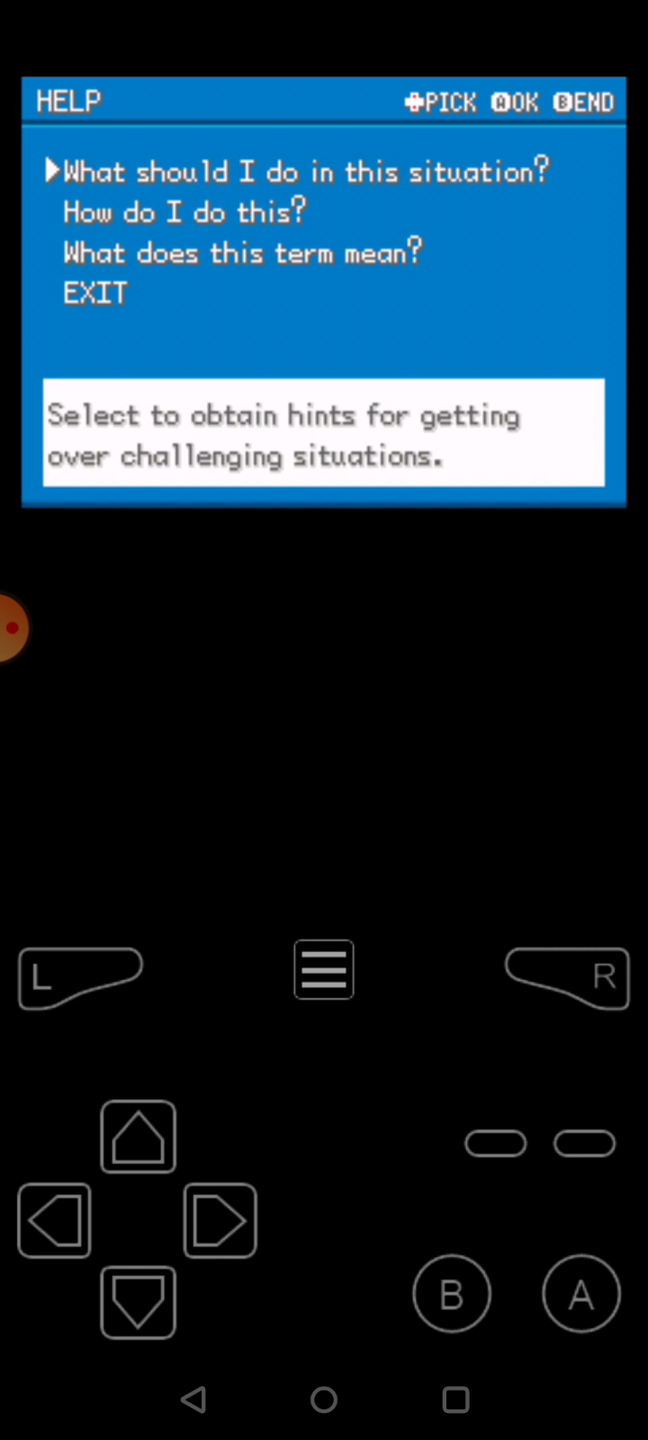 HELP PICK A OK B END
What should I do in this situation?
How do I do this?
What does this term mean?
EXIT
Select to obtain hints for getting
over challenging situations.
L R
B A